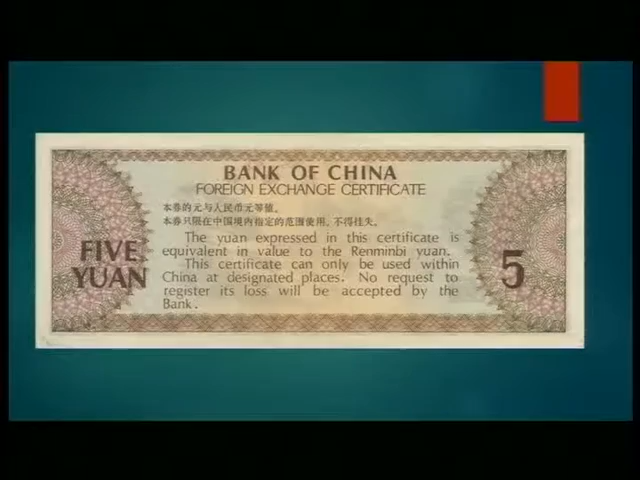 BANK OF CHINA
FOREIGN EXCHANGE CERTIFICATE
本券的元与人民币元等值。
本券只限在中国境内指定的范围使用，不得挂失。
The yuan expressed in this certificate is
equivalent in value to the Renminbi yuan.
This certificate can only be used within
China at designated places. No request to
register its loss will be accepted by the
Bank.
FIVE
YUAN
5